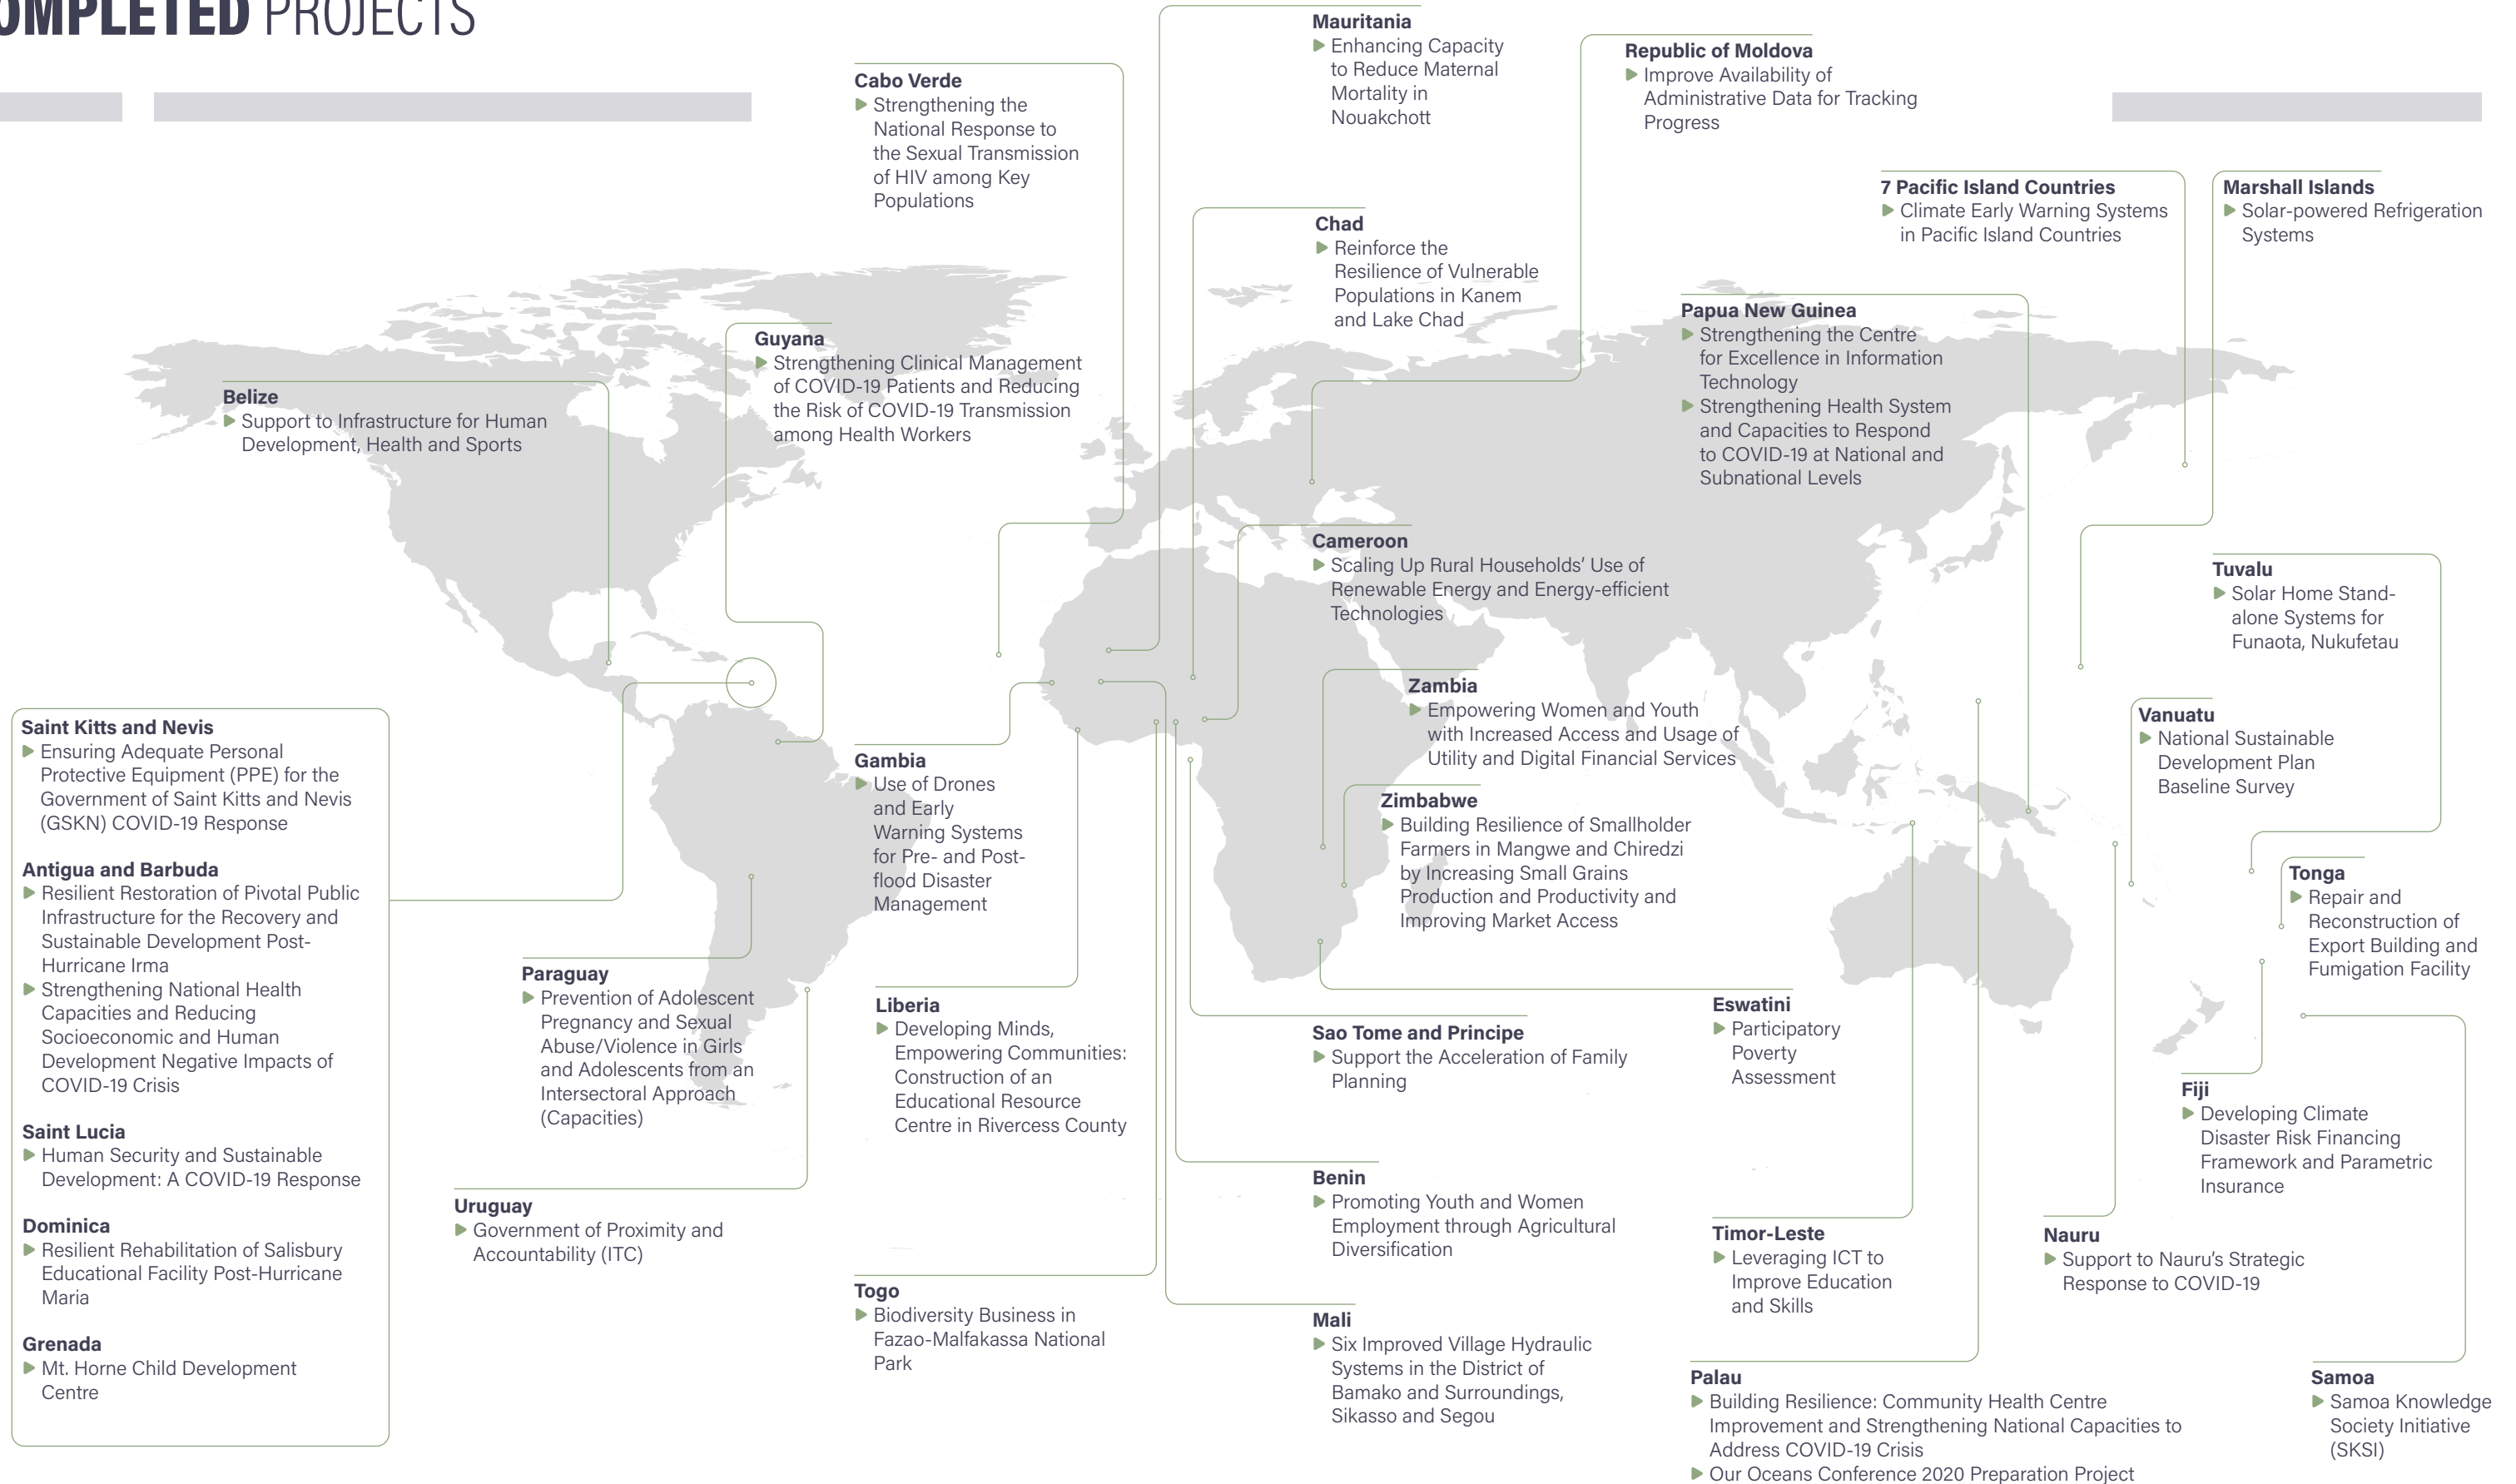 OMPLETED PROJECTS
Mauritania
Enhancing Capacity
to Reduce Maternal
Mortality in
Nouakchott
Republic of Moldova
Improve Availability of
Administrative Data for Tracking
Progress
Cabo Verde
Strengthening the
National Response to
the Sexual Transmission
of HIV among Key
Populations
7 Pacific Island Countries
Climate Early Warning Systems
in Pacific Island Countries
Marshall Islands
Solar-powered Refrigeration
Systems
Chad
Reinforce the
Resilience of Vulnerable
Populations in Kanem
and Lake Chad
Papua New Guinea
Strengthening the Centre
for Excellence in Information
Technology
Strengthening Health System
and Capacities to Respond
to COVID-19 at National and
Subnational Levels
Guyana
Strengthening Clinical Management
of COVID-19 Patients and Reducing
the Risk of COVID-19 Transmission
among Health Workers
Belize
Support to Infrastructure for Human
Development, Health and Sports
Cameroon
Scaling Up Rural Households’ Use of
Renewable Energy and Energy-efficient
Technologies
Tuvalu
Solar Home Stand-
alone Systems for
Funaota, Nukufetau
Zambia
Empowering Women and Youth
with Increased Access and Usage of
Utility and Digital Financial Services
Vanuatu
National Sustainable
Development Plan
Baseline Survey
Saint Kitts and Nevis
Ensuring Adequate Personal
Protective Equipment (PPE) for the
Government of Saint Kitts and Nevis
(GSKN) COVID-19 Response
Antigua and Barbuda
Resilient Restoration of Pivotal Public
Infrastructure for the Recovery and
Sustainable Development Post-
Hurricane Irma
Strengthening National Health
Capacities and Reducing
Socioeconomic and Human
Development Negative Impacts of
COVID-19 Crisis
Saint Lucia
Human Security and Sustainable
Development: A COVID-19 Response
Dominica
Resilient Rehabilitation of Salisbury
Educational Facility Post-Hurricane
Maria
Grenada
Mt. Horne Child Development
Centre
Gambia
Use of Drones
and Early
Warning Systems
for Pre- and Post-
flood Disaster
Management
Zimbabwe
Building Resilience of Smallholder
Farmers in Mangwe and Chiredzi
by Increasing Small Grains
Production and Productivity and
Improving Market Access
Tonga
Repair and
Reconstruction of
Export Building and
Fumigation Facility
Paraguay
Prevention of Adolescent
Pregnancy and Sexual
Abuse/Violence in Girls
and Adolescents from an
Intersectoral Approach
(Capacities)
Liberia
Developing Minds,
Empowering Communities:
Construction of an
Educational Resource
Centre in Rivercess County
Sao Tome and Principe
Support the Acceleration of Family
Planning
Eswatini
Participatory
Poverty
Assessment
Fiji
Developing Climate
Disaster Risk Financing
Framework and Parametric
Insurance
Uruguay
Government of Proximity and
Accountability (ITC)
Benin
Promoting Youth and Women
Employment through Agricultural
Diversification
Timor-Leste
Leveraging ICT to
Improve Education
and Skills
Nauru
Support to Nauru’s Strategic
Response to COVID-19
Togo
Biodiversity Business in
Fazao-Malfakassa National
Park
Mali
Six Improved Village Hydraulic
Systems in the District of
Bamako and Surroundings,
Sikasso and Segou
Palau
Building Resilience: Community Health Centre
Improvement and Strengthening National Capacities to
Address COVID-19 Crisis
Our Oceans Conference 2020 Preparation Project
Samoa
Samoa Knowledge
Society Initiative
(SKSI)